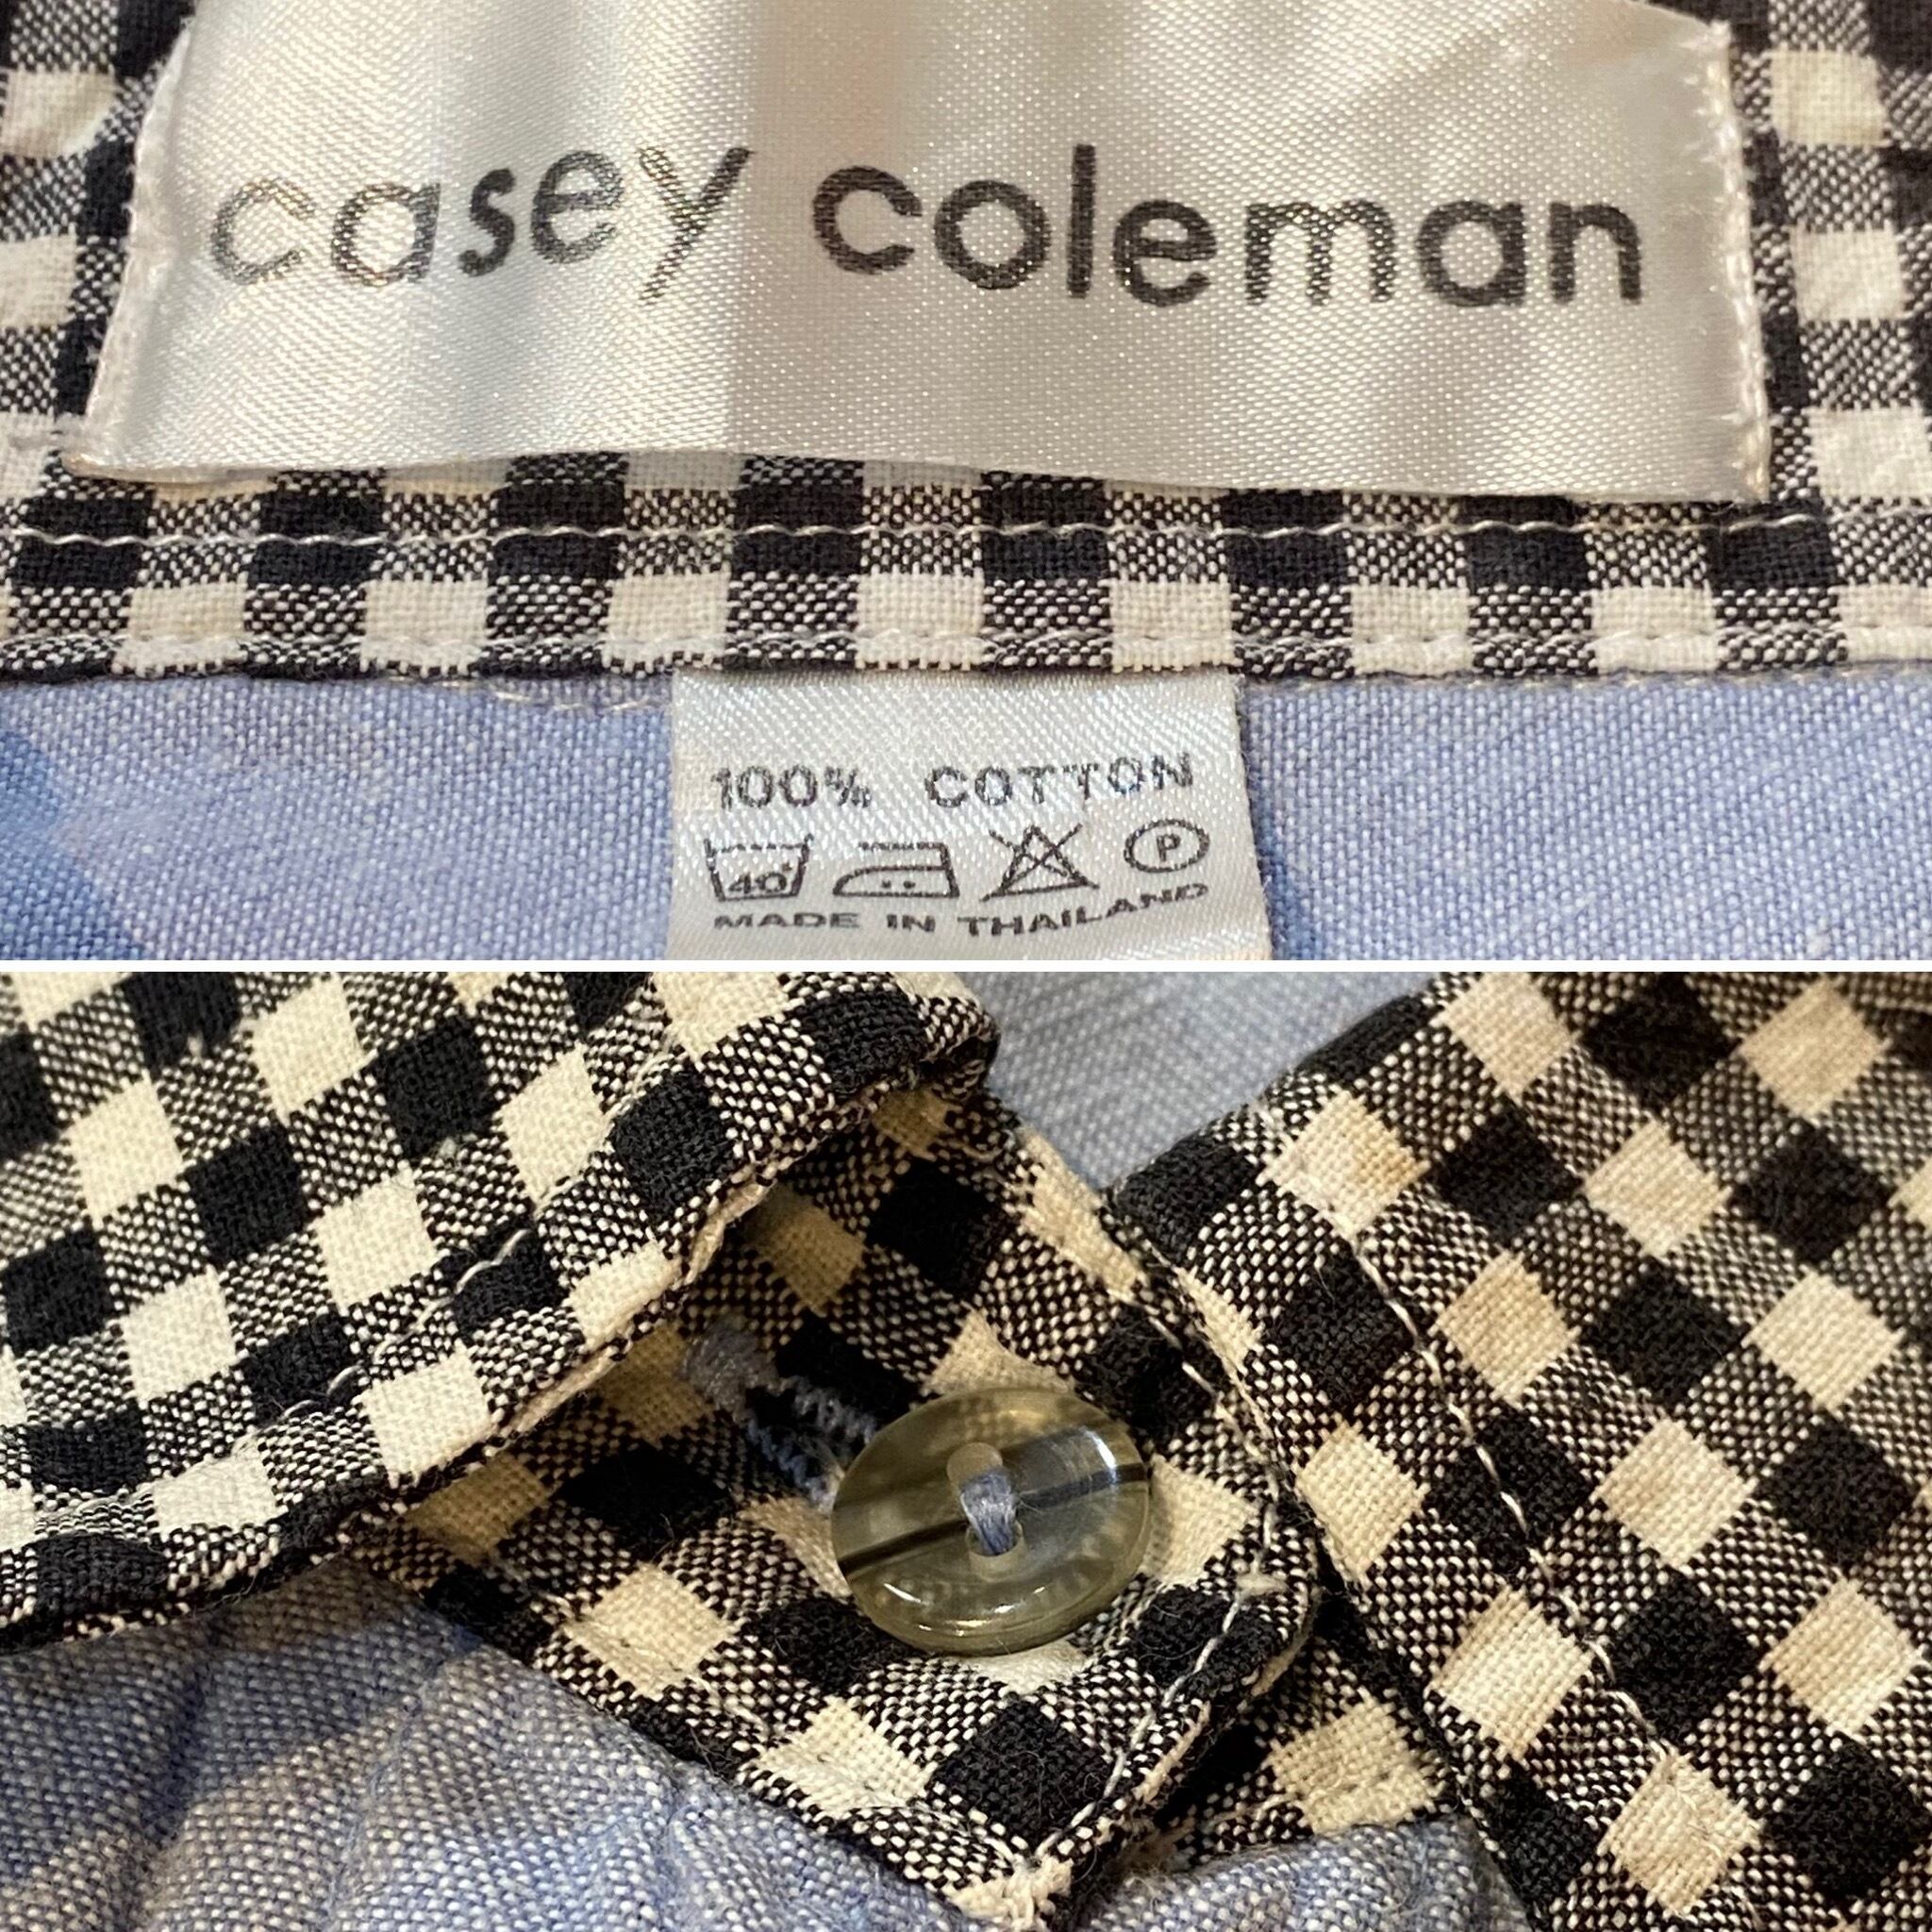 casey coleman
100% COTTON
40° P
MADE IN THAILAND